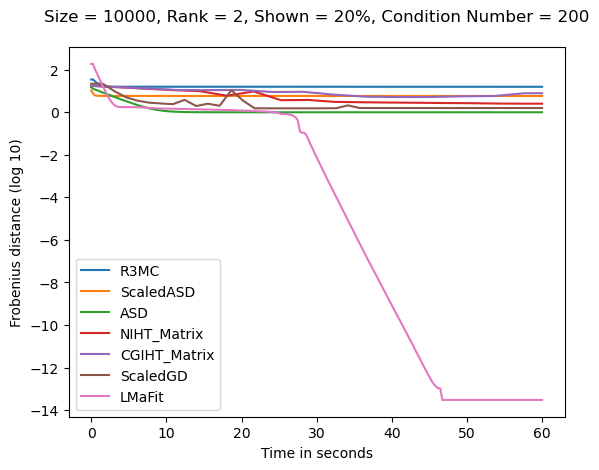 Size = 10000, Rank = 2, Shown = 20%, Condition Number = 200
Frobenius distance (log 10)
2
0
−2
−4
−6
−8
−10
−12
−14
R3MC
ScaledASD
ASD
NIHT_Matrix
CGIHT_Matrix
ScaledGD
LMaFit
0 10 20 30 40 50 60
Time in seconds